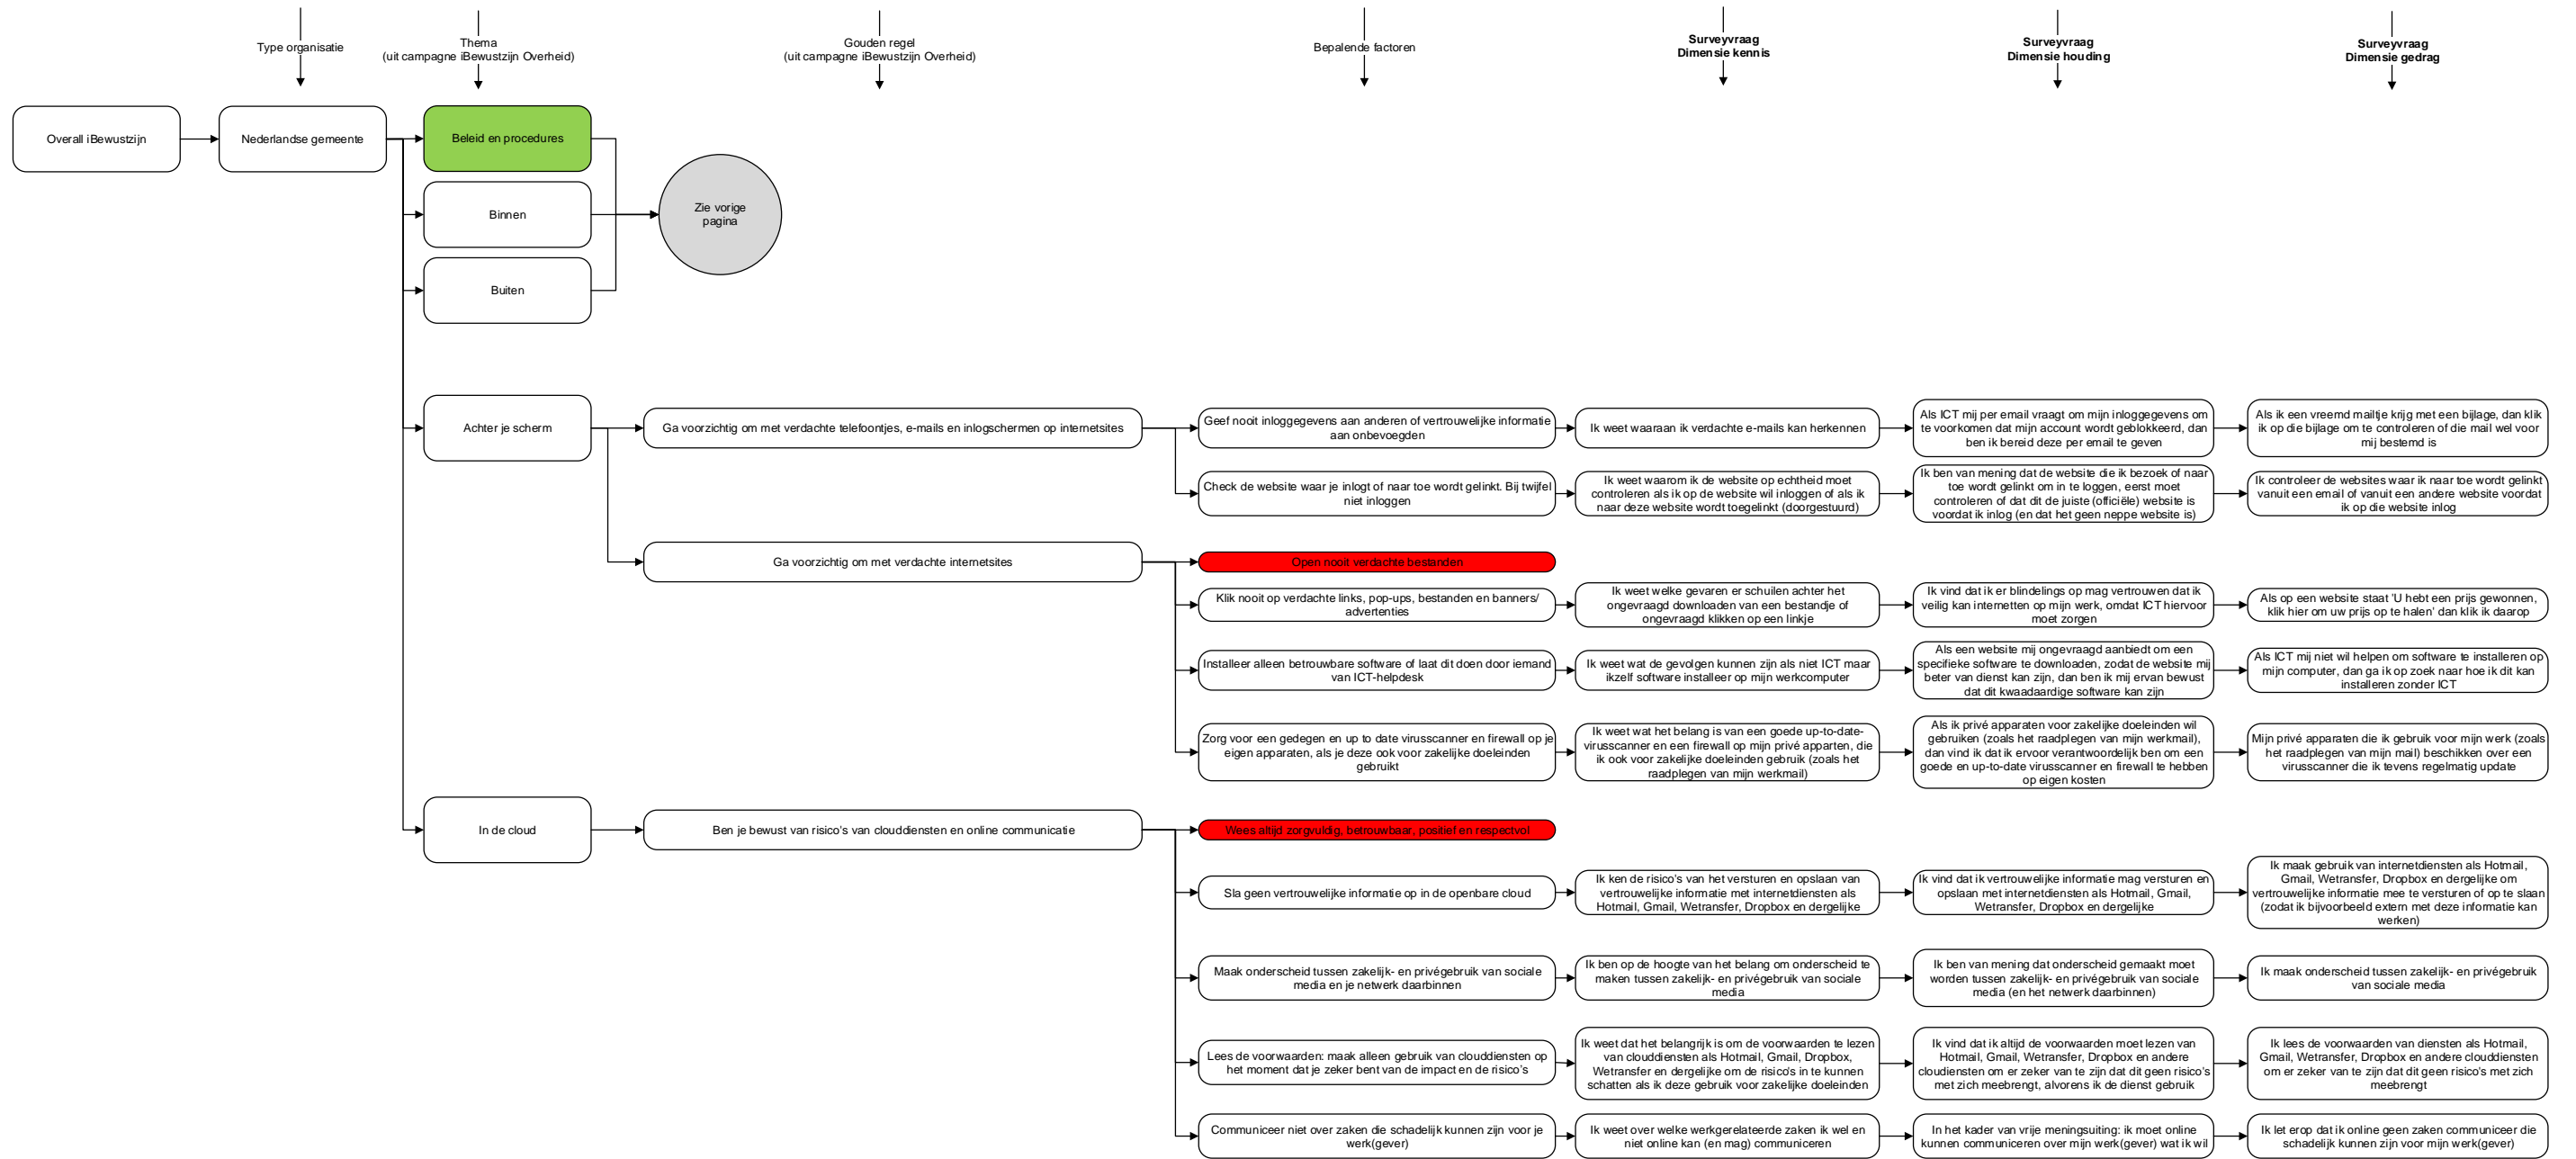 Type organisatie
Thema
(uit campagne iBewustzijn Overheid)
Gouden regel
(uit campagne iBewustzijn Overheid)
Bepalende factoren
Surveyvraag
Dimensie kennis
Surveyvraag
Dimensie houding
Surveyvraag
Dimensie gedrag
Overall iBewustzijn
Nederlandse gemeente
Beleid en procedures
Binnen
Buiten
Zie vorige
pagina
Achter je scherm
Ga voorzichtig om met verdachte telefoontjes, e-mails en inlogschermen op internetsites
Geef nooit inloggegevens aan anderen of vertrouwelijke informatie
aan onbevoegden
Ik weet waaraan ik verdachte e-mails kan herkennen
Als ICT mij per email vraagt om mijn inloggegevens om
te voorkomen dat mijn account wordt geblokkeerd, dan
ben ik bereid deze per email te geven
Als ik een vreemd mailtje krijg met een bijlage, dan klik
ik op die bijlage om te controleren of die mail wel voor
mij bestemd is
Check de website waar je inlogt of naar toe wordt gelinkt. Bij twijfel
niet inloggen
Ik weet waarom ik de website op echtheid moet
controleren als ik op de website wil inloggen of als ik
naar deze website wordt toegelinkt (doorgestuurd)
Ik ben van mening dat de website die ik bezoek of naar
toe wordt gelinkt om in te loggen, eerst moet
controleren of dat dit de juiste (officiële) website is
voordat ik inlog (en dat het geen neppe website is)
Ik controleer de websites waar ik naar toe wordt gelinkt
vanuit een email of vanuit een andere website voordat
ik op die website inlog
Ga voorzichtig om met verdachte internetsites
Open nooit verdachte bestanden
Klik nooit op verdachte links, pop-ups, bestanden en banners/
advertenties
Ik weet welke gevaren er schuilen achter het
ongevraagd downloaden van een bestandje of
ongevraagd klikken op een linkje
Ik vind dat ik er blindelings op mag vertrouwen dat ik
veilig kan internetten op mijn werk, omdat ICT hiervoor
moet zorgen
Als op een website staat 'U hebt een prijs gewonnen,
klik hier om uw prijs op te halen' dan klik ik daarop
Installeer alleen betrouwbare software of laat dit doen door iemand
van ICT-helpdesk
Ik weet wat de gevolgen kunnen zijn als niet ICT maar
ikzelf software installeer op mijn werkcomputer
Als een website mij ongevraagd aanbiedt om een
specifieke software te downloaden, zodat de website mij
beter van dienst kan zijn, dan ben ik mij ervan bewust
dat dit kwaadaardige software kan zijn
Als ICT mij niet wil helpen om software te installeren op
mijn computer, dan ga ik op zoek naar hoe ik dit kan
installeren zonder ICT
Zorg voor een gedegen en up to date virusscanner en firewall op je
eigen apparaten, als je deze ook voor zakelijke doeleinden
gebruikt
Ik weet wat het belang is van een goede up-to-date-
virusscanner en een firewall op mijn privé apparten, die
ik ook voor zakelijke doeleinden gebruik (zoals het
raadplegen van mijn werkmail)
Als ik privé apparaten voor zakelijke doeleinden wil
gebruiken (zoals het raadplegen van mijn werkmail),
dan vind ik dat ik ervoor verantwoordelijk ben om een
goede en up-to-date virusscanner en firewall te hebben
op eigen kosten
Mijn privé apparaten die ik gebruik voor mijn werk (zoals
het raadplegen van mijn mail) beschikken over een
virusscanner die ik tevens regelmatig update
In de cloud
Ben je bewust van risico's van clouddiensten en online communicatie
Wees altijd zorgvuldig, betrouwbaar, positief en respectvol
Sla geen vertrouwelijke informatie op in de openbare cloud
Ik ken de risico's van het versturen en opslaan van
vertrouwelijke informatie met internetdiensten als
Hotmail, Gmail, Wetransfer, Dropbox en dergelijke
Ik vind dat ik vertrouwelijke informatie mag versturen en
opslaan met internetdiensten als Hotmail, Gmail,
Wetransfer, Dropbox en dergelijke
Ik maak gebruik van internetdiensten als Hotmail,
Gmail, Wetransfer, Dropbox en dergelijke om
vertrouwelijke informatie mee te versturen of op te slaan
(zodat ik bijvoorbeeld extern met deze informatie kan
werken)
Maak onderscheid tussen zakelijk- en privégebruik van sociale
media en je netwerk daarbinnen
Ik ben op de hoogte van het belang om onderscheid te
maken tussen zakelijk- en privégebruik van sociale
media
Ik ben van mening dat onderscheid gemaakt moet
worden tussen zakelijk- en privégebruik van sociale
media (en het netwerk daarbinnen)
Ik maak onderscheid tussen zakelijk- en privégebruik
van sociale media
Lees de voorwaarden: maak alleen gebruik van clouddiensten op
het moment dat je zeker bent van de impact en de risico's
Ik weet dat het belangrijk is om de voorwaarden te lezen
van clouddiensten als Hotmail, Gmail, Dropbox,
Wetransfer en dergelijke om de risico's in te kunnen
schatten als ik deze gebruik voor zakelijke doeleinden
Ik vind dat ik altijd de voorwaarden moet lezen van
Hotmail, Gmail, Wetransfer, Dropbox en andere
cloudiensten om er zeker van te zijn dat dit geen risico's
met zich meebrengt, alvorens ik de dienst gebruik
Ik lees de voorwaarden van diensten als Hotmail,
Gmail, Wetransfer, Dropbox en andere clouddiensten
om er zeker van te zijn dat dit geen risico's met zich
meebrengt
Communiceer niet over zaken die schadelijk kunnen zijn voor je
werk(gever)
Ik weet over welke werkgerelateerde zaken ik wel en
niet online kan (en mag) communiceren
In het kader van vrije meningsuiting: ik moet online
kunnen communiceren over mijn werk(gever) wat ik wil
Ik let erop dat ik online geen zaken communiceer die
schadelijk kunnen zijn voor mijn werk(gever)